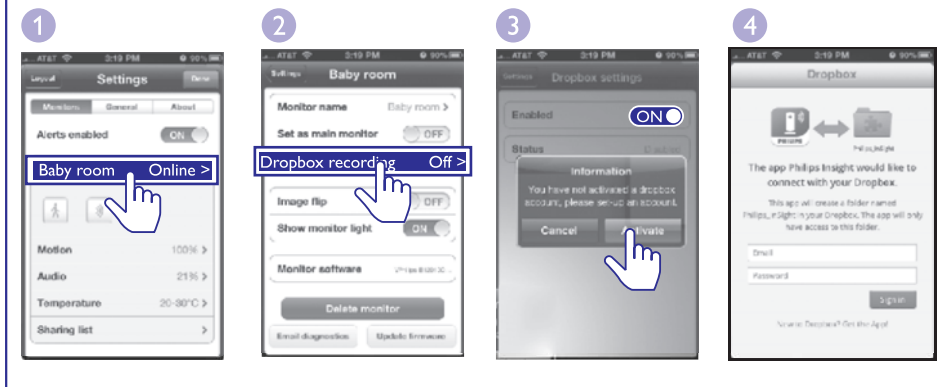 1
AT&T 3:19 PM 90%
Logout Settings Done
Monitors General About
Alerts enabled ON
Baby room Online >
Motion 100% >
Audio 21% >
Temperature 20-30°C >
Sharing list >
2
AT&T 3:19 PM 90%
Settings Baby room
Monitor name Baby room >
Set as main monitor OFF
Dropbox recording Off >
Image flip OFF
Show monitor light ON
Monitor software
Delete monitor
Email diagnostics Update firmware
3
AT&T 3:19 PM 90%
Settings Dropbox settings
Enabled ON
Status Disabled
Information
You have not activated a dropbox
account, please set-up an account.
Cancel Activate
4
AT&T 3:19 PM 90%
Dropbox
PHILIPS
The app Philips Insight would like to
connect with your Dropbox.
This app will create a folder named
Philips_InSight in your Dropbox. The app will only
have access to this folder.
Email
Password
Sign in
New to Dropbox? Get the App!